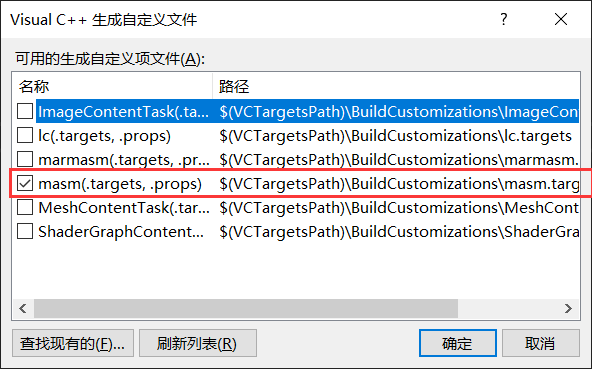 Visual C++ 生成自定义文件
可用的生成自定义项文件(A):
名称 路径
ImageContentTask(.ta... $(VCTargetsPath)\BuildCustomizations\ImageCont
lc(.targets, .props) $(VCTargetsPath)\BuildCustomizations\lc.targets
marmasm(.targets, .pr... $(VCTargetsPath)\BuildCustomizations\marmasm.
masm(.targets, .props) $(VCTargetsPath)\BuildCustomizations\masm.targ
MeshContentTask(.tar... $(VCTargetsPath)\BuildCustomizations\MeshCont
ShaderGraphContent... $(VCTargetsPath)\BuildCustomizations\ShaderGra
查找现有的(F)... 刷新列表(R) 确定 取消